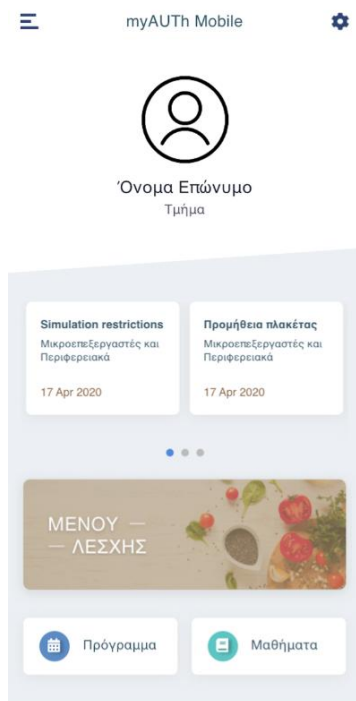 myAUTh Mobile
Όνομα Επώνυμο
Τμήμα
Simulation restrictions
Μικροεπεξεργαστές και
Περιφερειακά
17 Apr 2020
Προμήθεια πλακέτας
Μικροεπεξεργαστές και
Περιφερειακά
17 Apr 2020
ΜΕΝΟΥ —
— ΛΕΣΧΗΣ
Πρόγραμμα
Μαθήματα